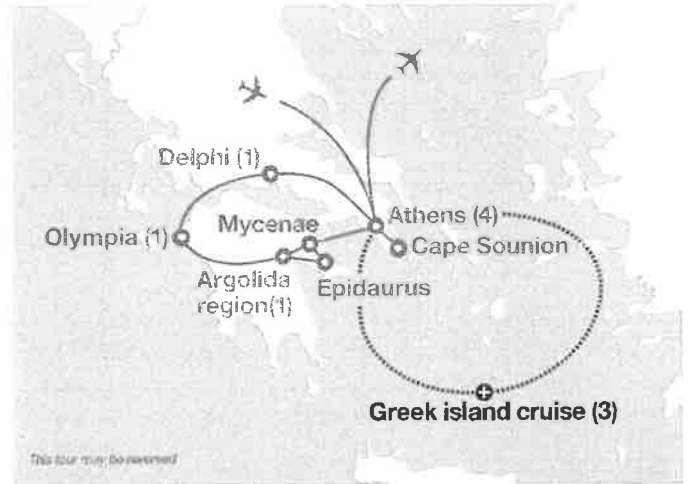 Delphi (1)
Athens (4)
Mycenae
Olympia (1)
Cape Sounion
Argolida
region(1)
Epidaurus
Greek island cruise (3)
This tour may be reversed